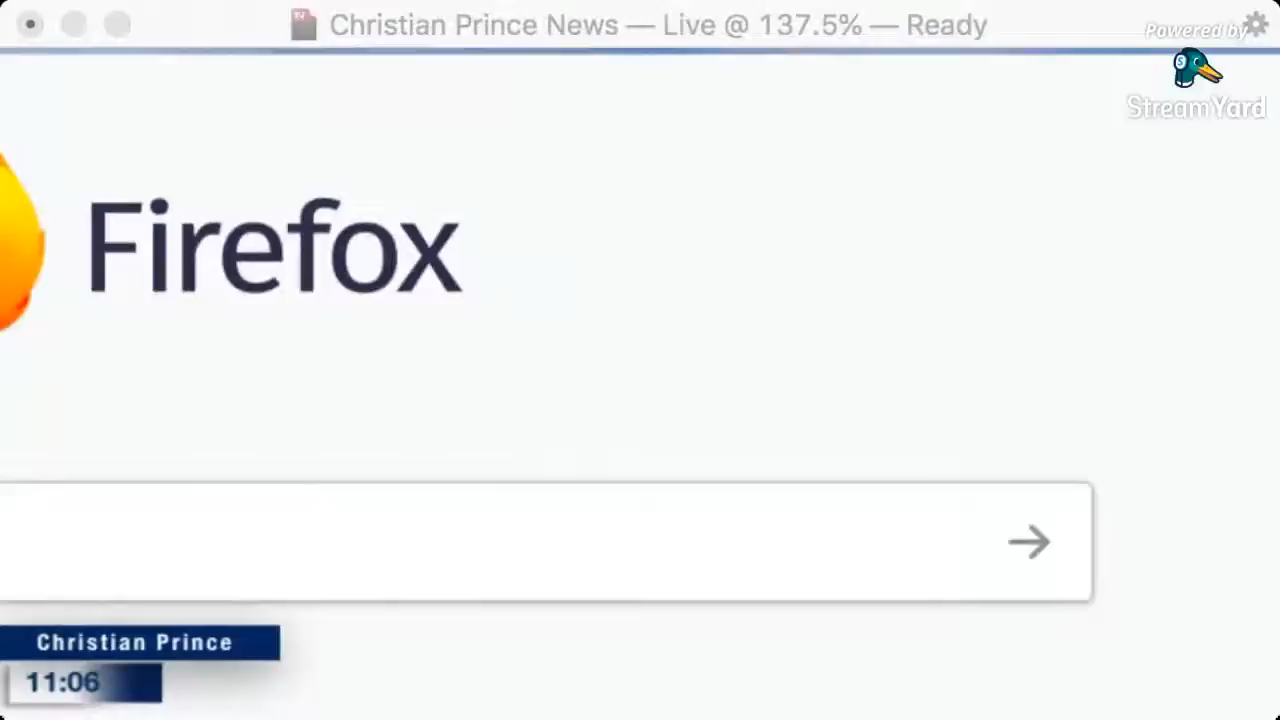 Christian Prince News — Live @ 137.5% — Ready
Powered by
StreamYard
Firefox
Christian Prince
11:06